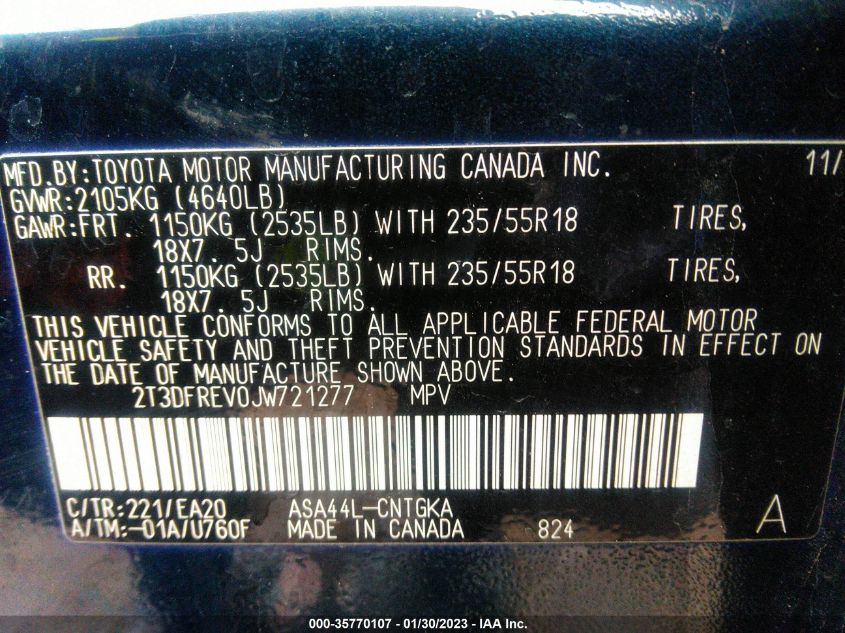 MFD.BY:TOYOTA MOTOR MANUFACTURING CANADA INC. 11/
GVWR:2105KG (4640LB)
GAWR:FRT. 1150KG (2535LB) WITH 235/55R18 TIRES,
18X7. 5J RIMS.
RR. 1150KG (2535LB) WITH 235/55R18 TIRES,
18X7. 5J RIMS.
THIS VEHICLE CONFORMS TO ALL APPLICABLE FEDERAL MOTOR
VEHICLE SAFETY AND THEFT PREVENTION STANDARDS IN EFFECT ON
THE DATE OF MANUFACTURE SHOWN ABOVE.
2T3DFREV0JW721277 MPV
C/TR:221/EA20 ASA44L-CNTGKA
A/TM:-01A/U760F MADE IN CANADA 824 A
000-35770107 - 01/30/2023 - IAA Inc.